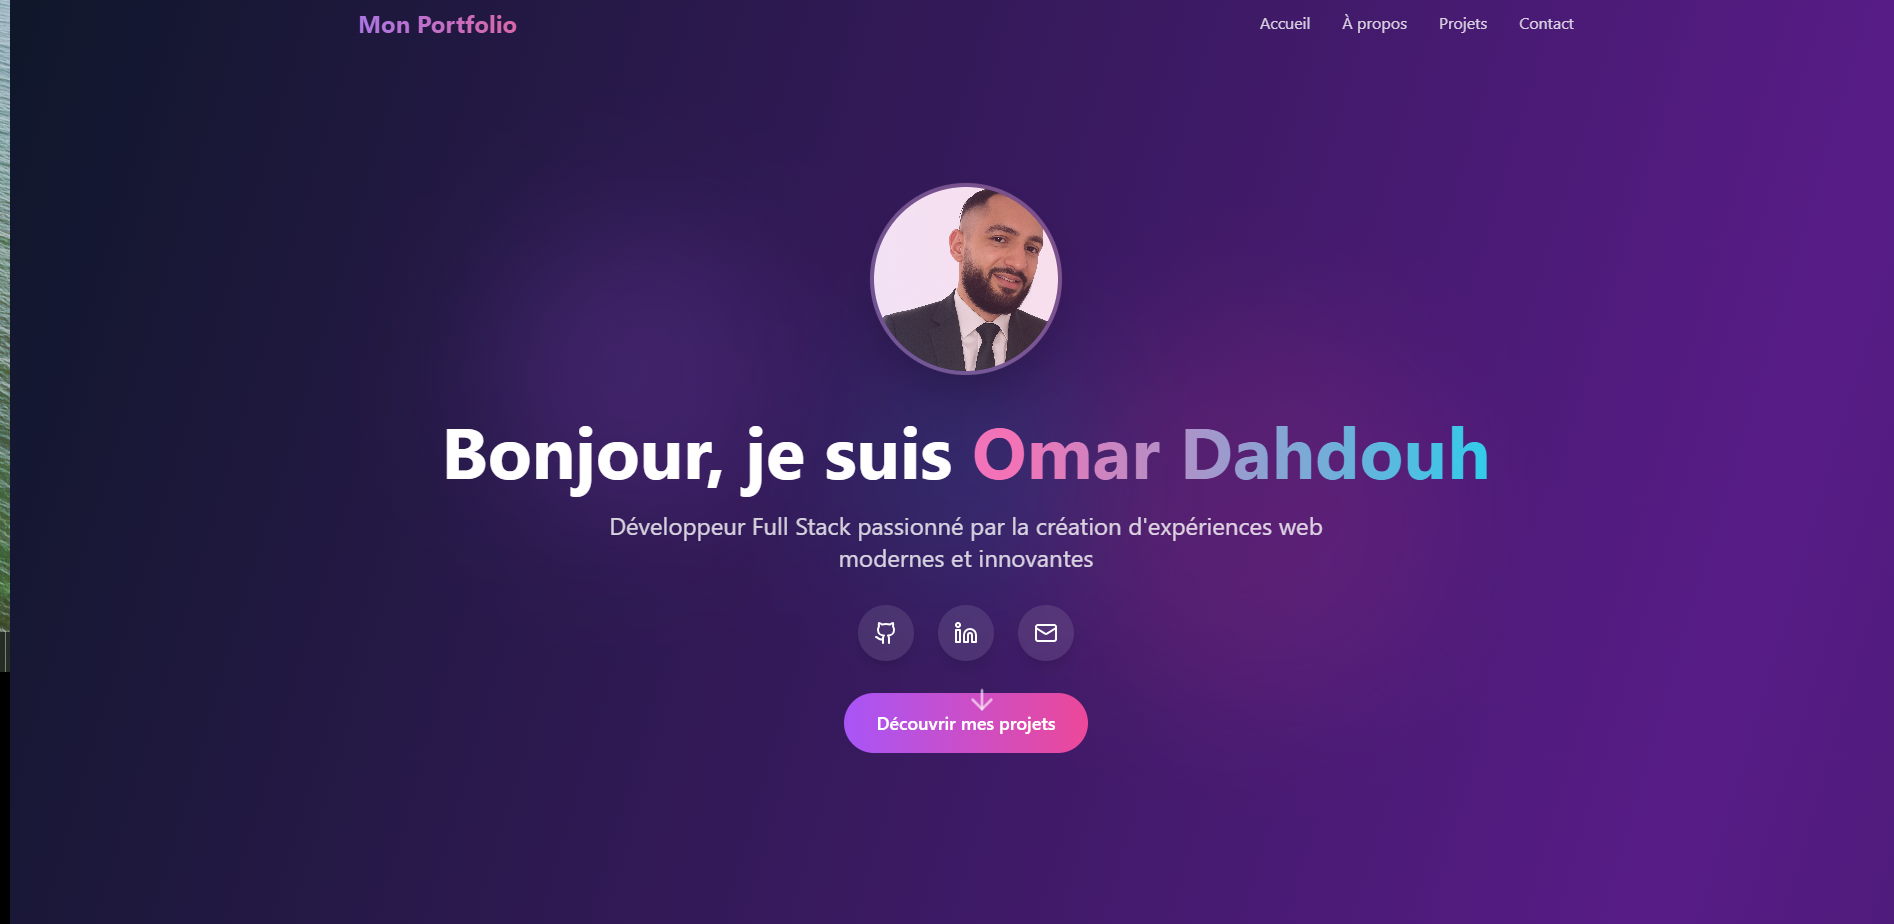 Mon Portfolio
Accueil
À propos
Projets
Contact
Bonjour, je suis Omar Dahdouh
Développeur Full Stack passionné par la création d'expériences web
modernes et innovantes
in
Découvrir mes projets